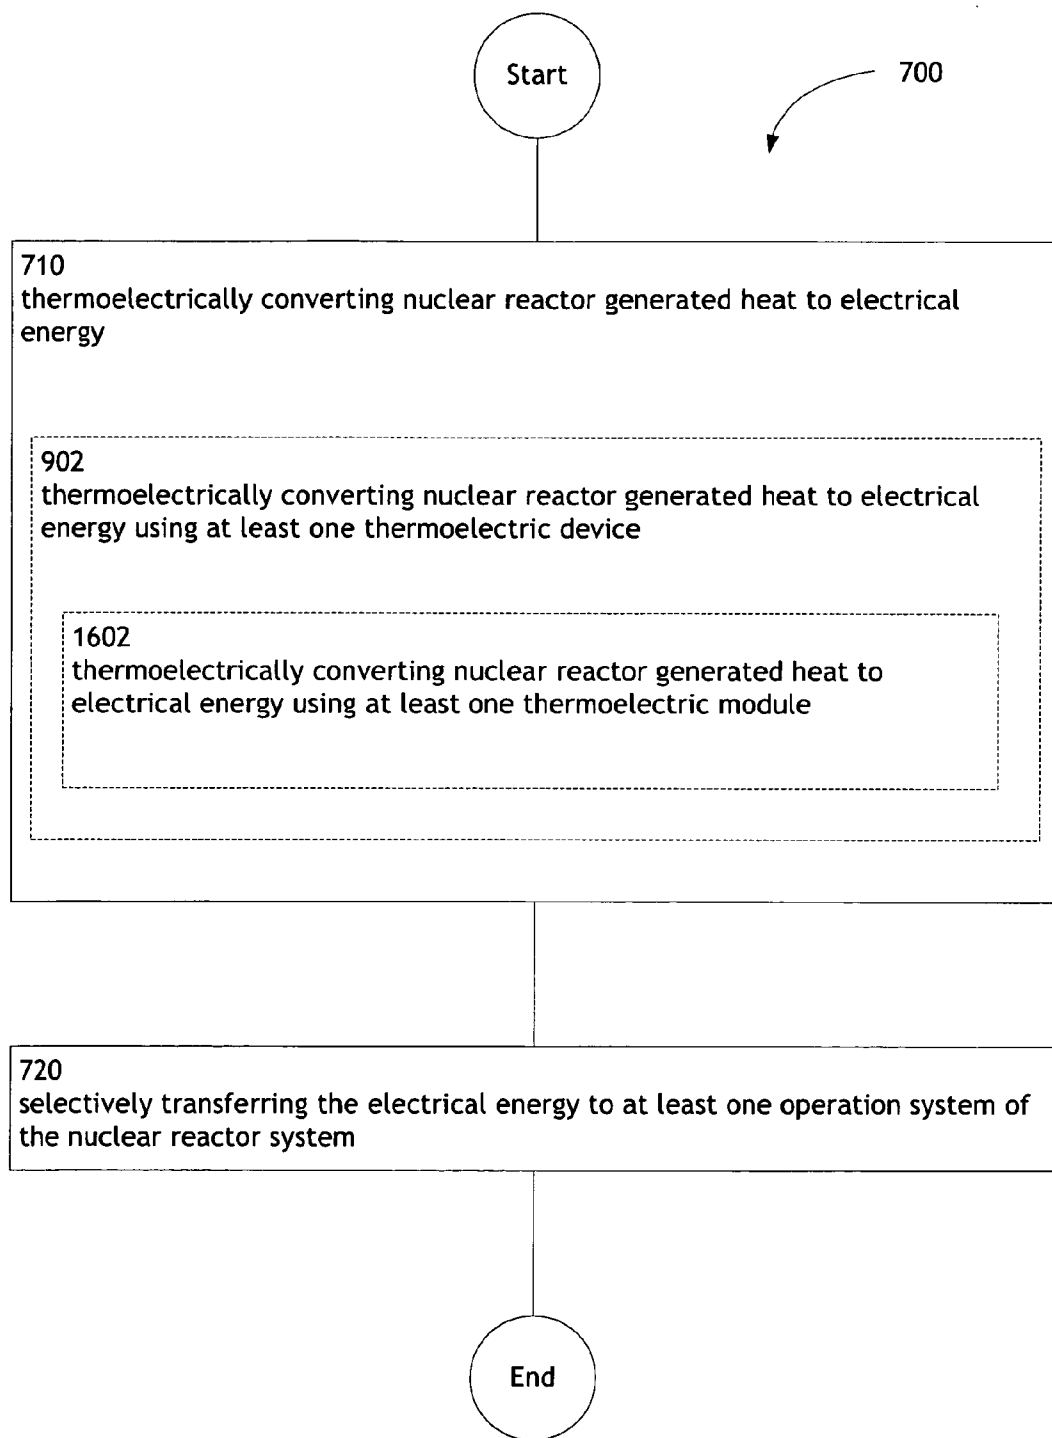 Start
700
710
thermoelectrically converting nuclear reactor generated heat to electrical
energy
902
thermoelectrically converting nuclear reactor generated heat to electrical
energy using at least one thermoelectric device
1602
thermoelectrically converting nuclear reactor generated heat to
electrical energy using at least one thermoelectric module
720
selectively transferring the electrical energy to at least one operation system of
the nuclear reactor system
End